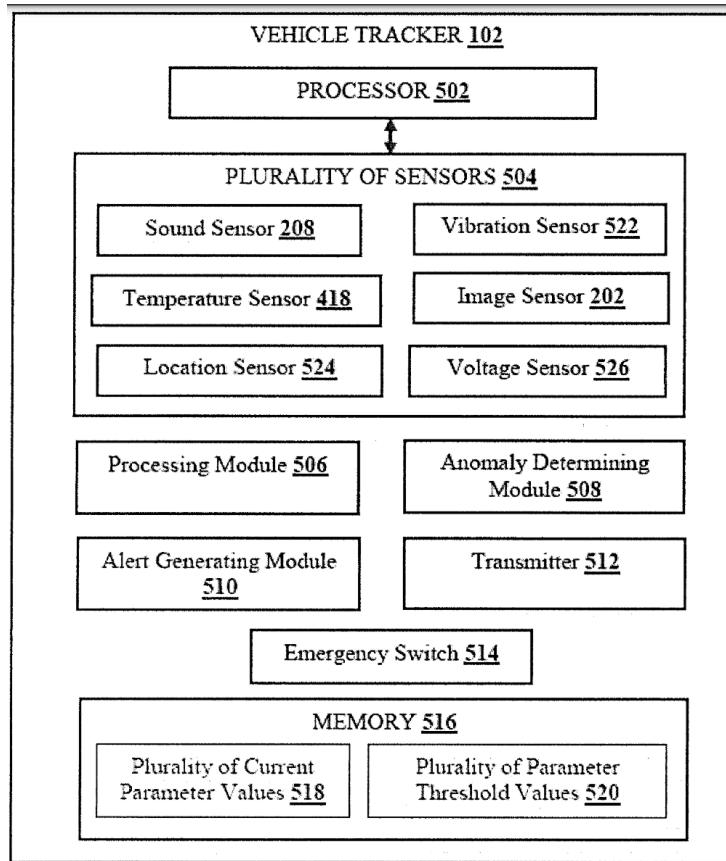 VEHICLE TRACKER 102
PROCESSOR 502
PLURALITY OF SENSORS 504
Sound Sensor 208
Vibration Sensor 522
Temperature Sensor 418
Image Sensor 202
Location Sensor 524
Voltage Sensor 526
Processing Module 506
Anomaly Determining
Module 508
Alert Generating Module
510
Transmitter 512
Emergency Switch 514
MEMORY 516
Plurality of Current
Parameter Values 518
Plurality of Parameter
Threshold Values 520